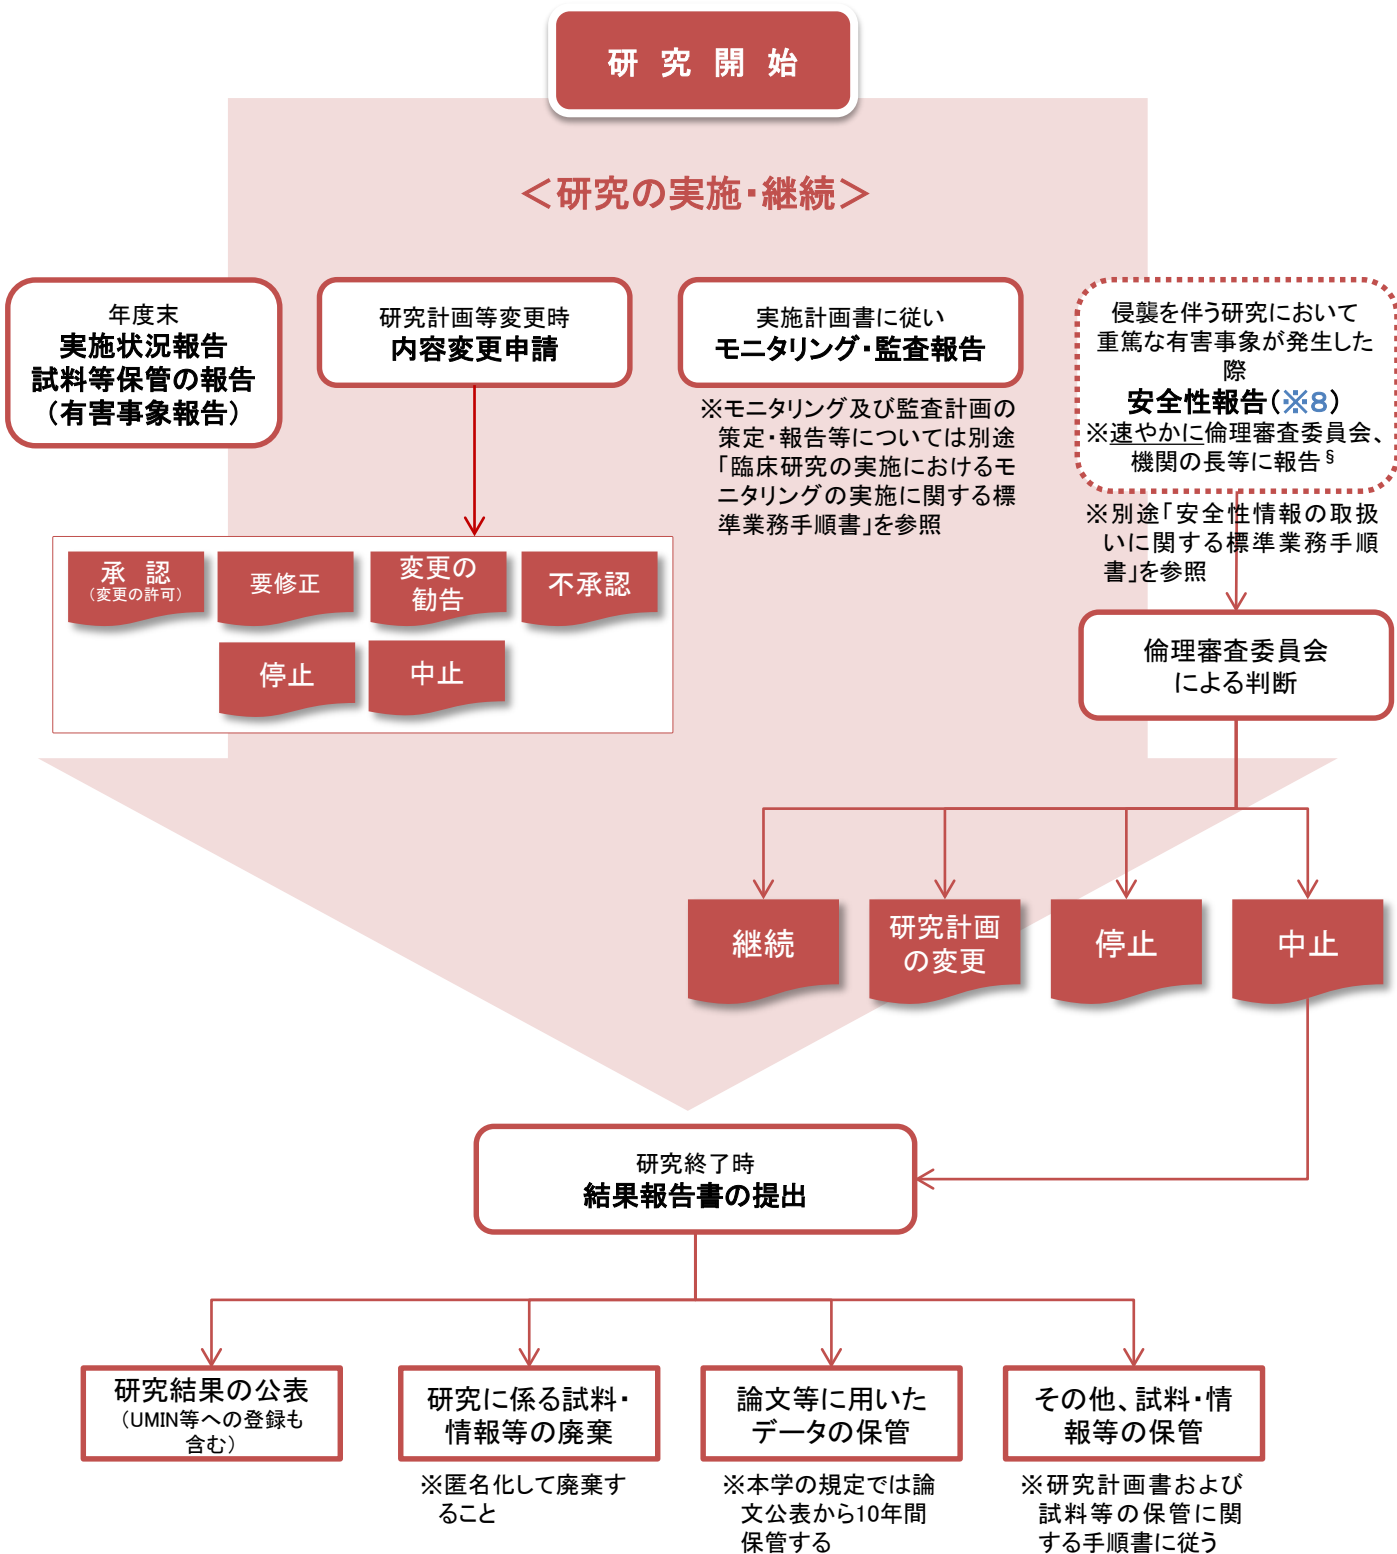 研究開始
＜研究の実施・継続＞
年度末
実施状況報告
試料等保管の報告
（有害事象報告）
研究計画等変更時
内容変更申請
実施計画書に従い
モニタリング・監査報告
※モニタリング及び監査計画の
策定・報告等については別途
「臨床研究の実施におけるモ
ニタリングの実施に関する標
準業務手順書」を参照
侵襲を伴う研究において
重篤な有害事象が発生した
際
安全性報告（※8）
※速やかに倫理審査委員会、
機関の長等に報告§
※別途「安全性情報の取扱
いに関する標準業務手順
書」を参照
承 認
（変更の許可）
要修正
変更の
勧告
不承認
停止
中止
倫理審査委員会
による判断
継続
研究計画
の変更
停止
中止
研究終了時
結果報告書の提出
研究結果の公表
（UMIN等への登録も
含む）
研究に係る試料・
情報等の廃棄
※匿名化して廃棄す
ること
論文等に用いた
データの保管
※本学の規定では論
文公表から10年間
保管する
その他、試料・情
報等の保管
※研究計画書および
試料等の保管に関
する手順書に従う